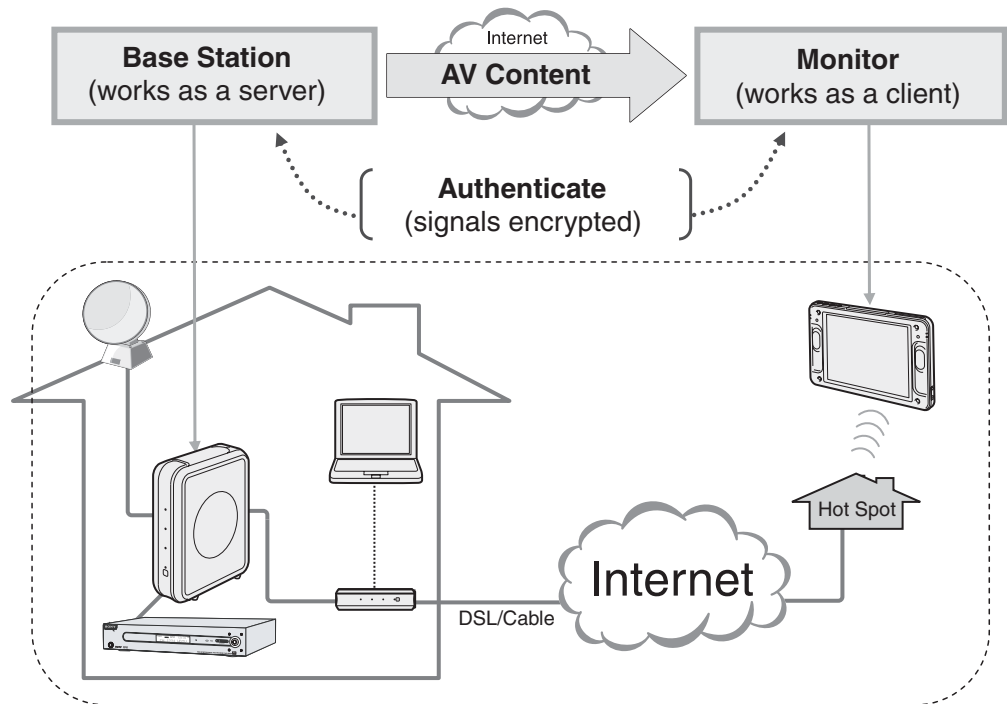 Base Station
(works as a server)
Internet
AV Content
Monitor
(works as a client)
Authenticate
(signals encrypted)
Hot Spot
Internet
DSL/Cable